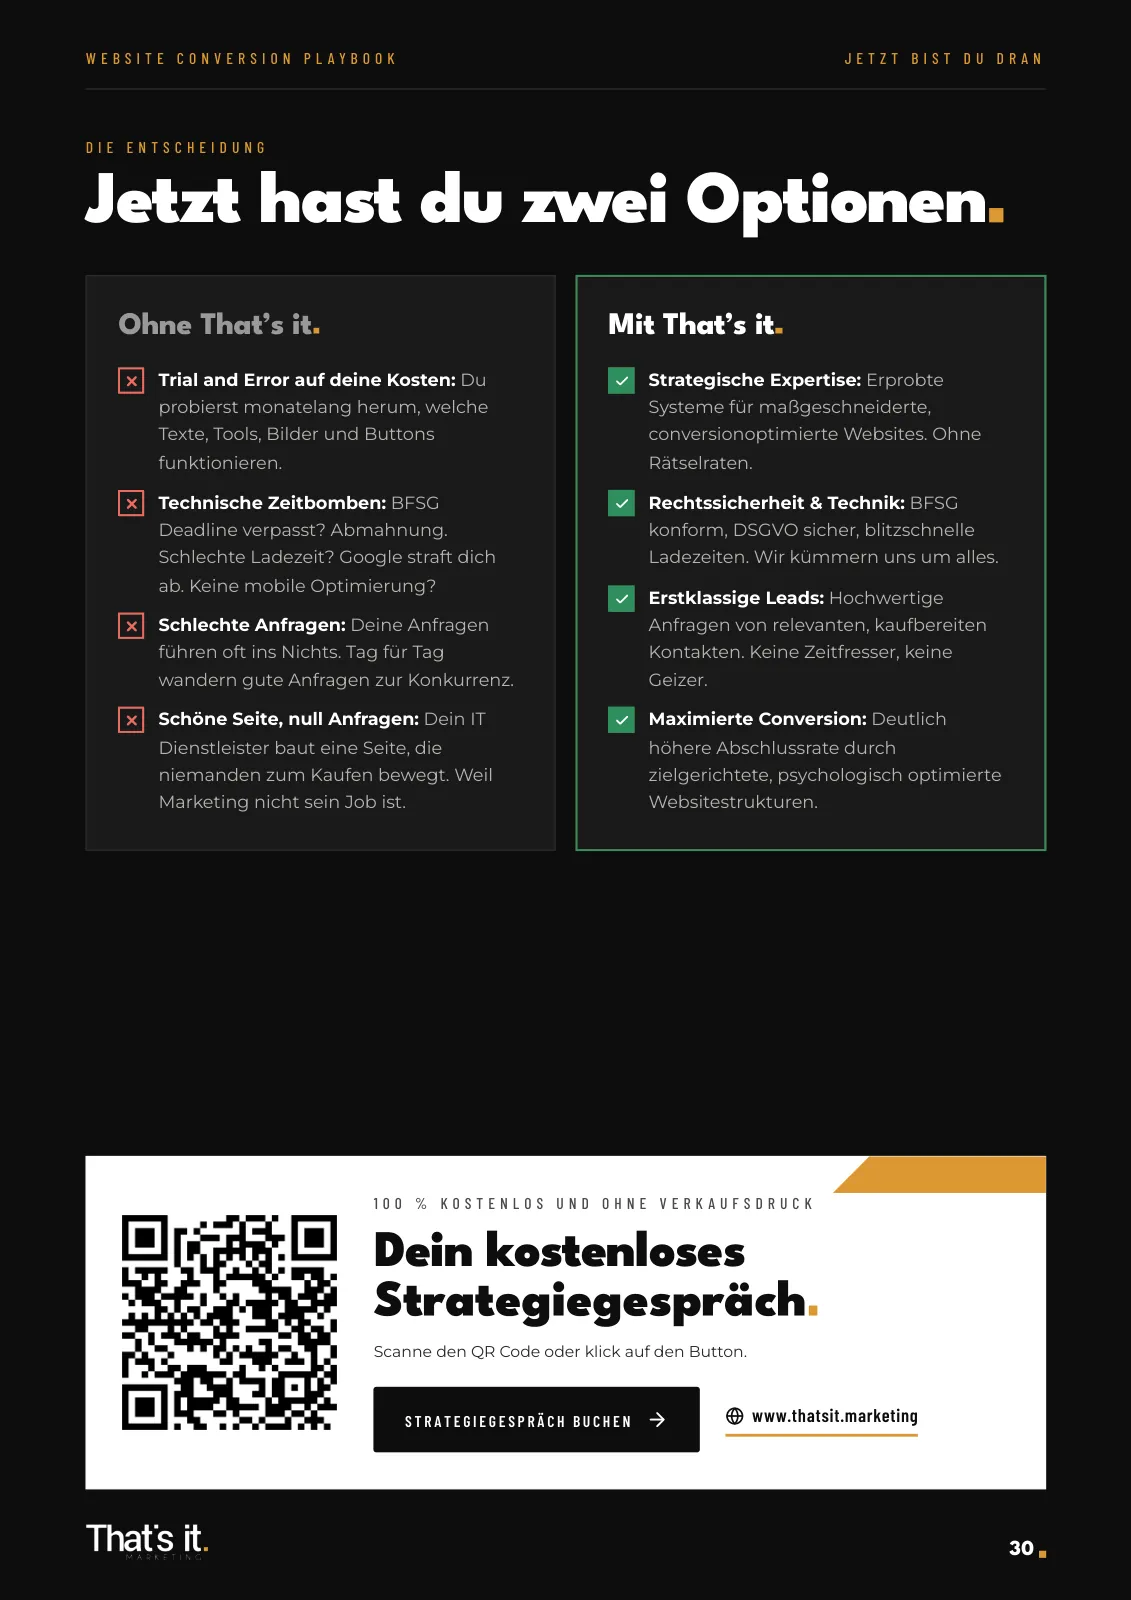 WEBSITE CONVERSION PLAYBOOK
JETZT BIST DU DRAN
DIE ENTSCHEIDUNG
Jetzt hast du zwei Optionen.
Ohne That’s it.
Trial and Error auf deine Kosten: Du
probierst monatelang herum, welche
Texte, Tools, Bilder und Buttons
funktionieren.
Technische Zeitbomben: BFSG
Deadline verpasst? Abmahnung.
Schlechte Ladezeit? Google straft dich
ab. Keine mobile Optimierung?
Schlechte Anfragen: Deine Anfragen
führen oft ins Nichts. Tag für Tag
wandern gute Anfragen zur Konkurrenz.
Schöne Seite, null Anfragen: Dein IT
Dienstleister baut eine Seite, die
niemanden zum Kaufen bewegt. Weil
Marketing nicht sein Job ist.
Mit That’s it.
Strategische Expertise: Erprobte
Systeme für maßgeschneiderte,
conversionoptimierte Websites. Ohne
Rätselraten.
Rechtssicherheit & Technik: BFSG
konform, DSGVO sicher, blitzschnelle
Ladezeiten. Wir kümmern uns um alles.
Erstklassige Leads: Hochwertige
Anfragen von relevanten, kaufbereiten
Kontakten. Keine Zeitfresser, keine
Geizer.
Maximierte Conversion: Deutlich
höhere Abschlussrate durch
zielgerichtete, psychologisch optimierte
Websitestrukturen.
100 % KOSTENLOS UND OHNE VERKAUFSDRUCK
Dein kostenloses
Strategiegespräch.
Scanne den QR Code oder klick auf den Button.
STRATEGIEGESPRÄCH BUCHEN
www.thatsit.marketing
That's it.
MARKETING
30